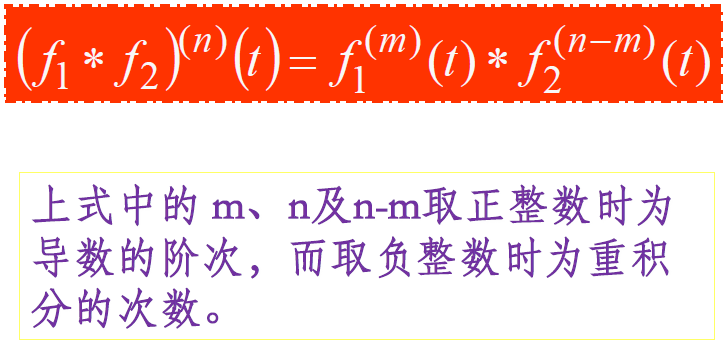 (f₁ * f₂)⁽ⁿ⁾(t) = f₁⁽ᵐ⁾(t) * f₂⁽ⁿ⁻ᵐ⁾(t)
上式中的 m、n及n-m取正整数时为
导数的阶次，而取负整数时为重积
分的次数。